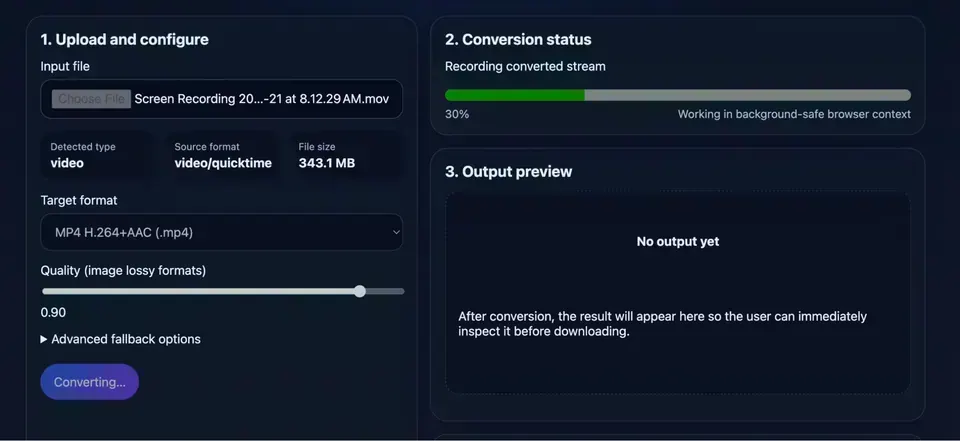 1. Upload and configure
Input file
Choose File Screen Recording 20...-21 at 8.12.29 AM.mov
Detected type
video
Source format
video/quicktime
File size
343.1 MB
Target format
MP4 H.264+AAC (.mp4)
Quality (image lossy formats)
0.90
▶ Advanced fallback options
Converting...
2. Conversion status
Recording converted stream
30%
Working in background-safe browser context
3. Output preview
No output yet
After conversion, the result will appear here so the user can immediately
inspect it before downloading.